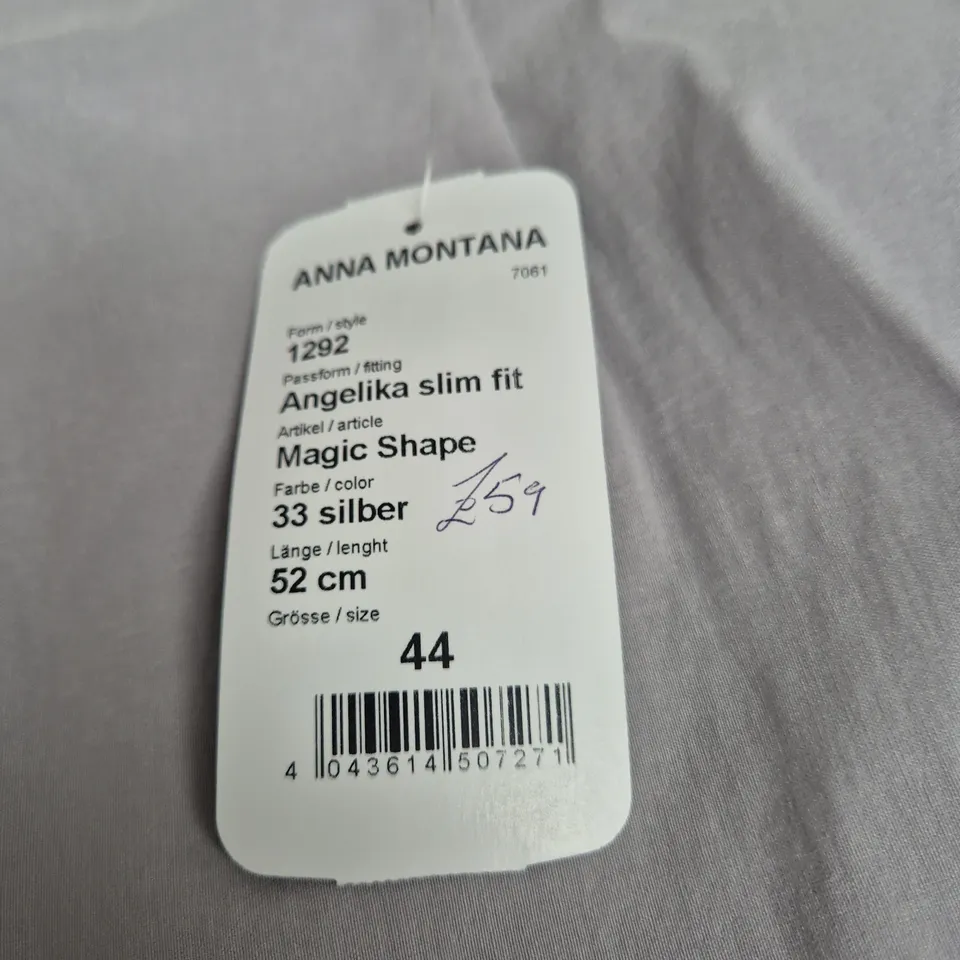 ANNA MONTANA
7061
Form / style
1292
Passform / fitting
Angelika slim fit
Artikel / article
Magic Shape
Farbe / color
33 silber
£59
Länge / lenght
52 cm
Grösse / size
44
4 043614 507271